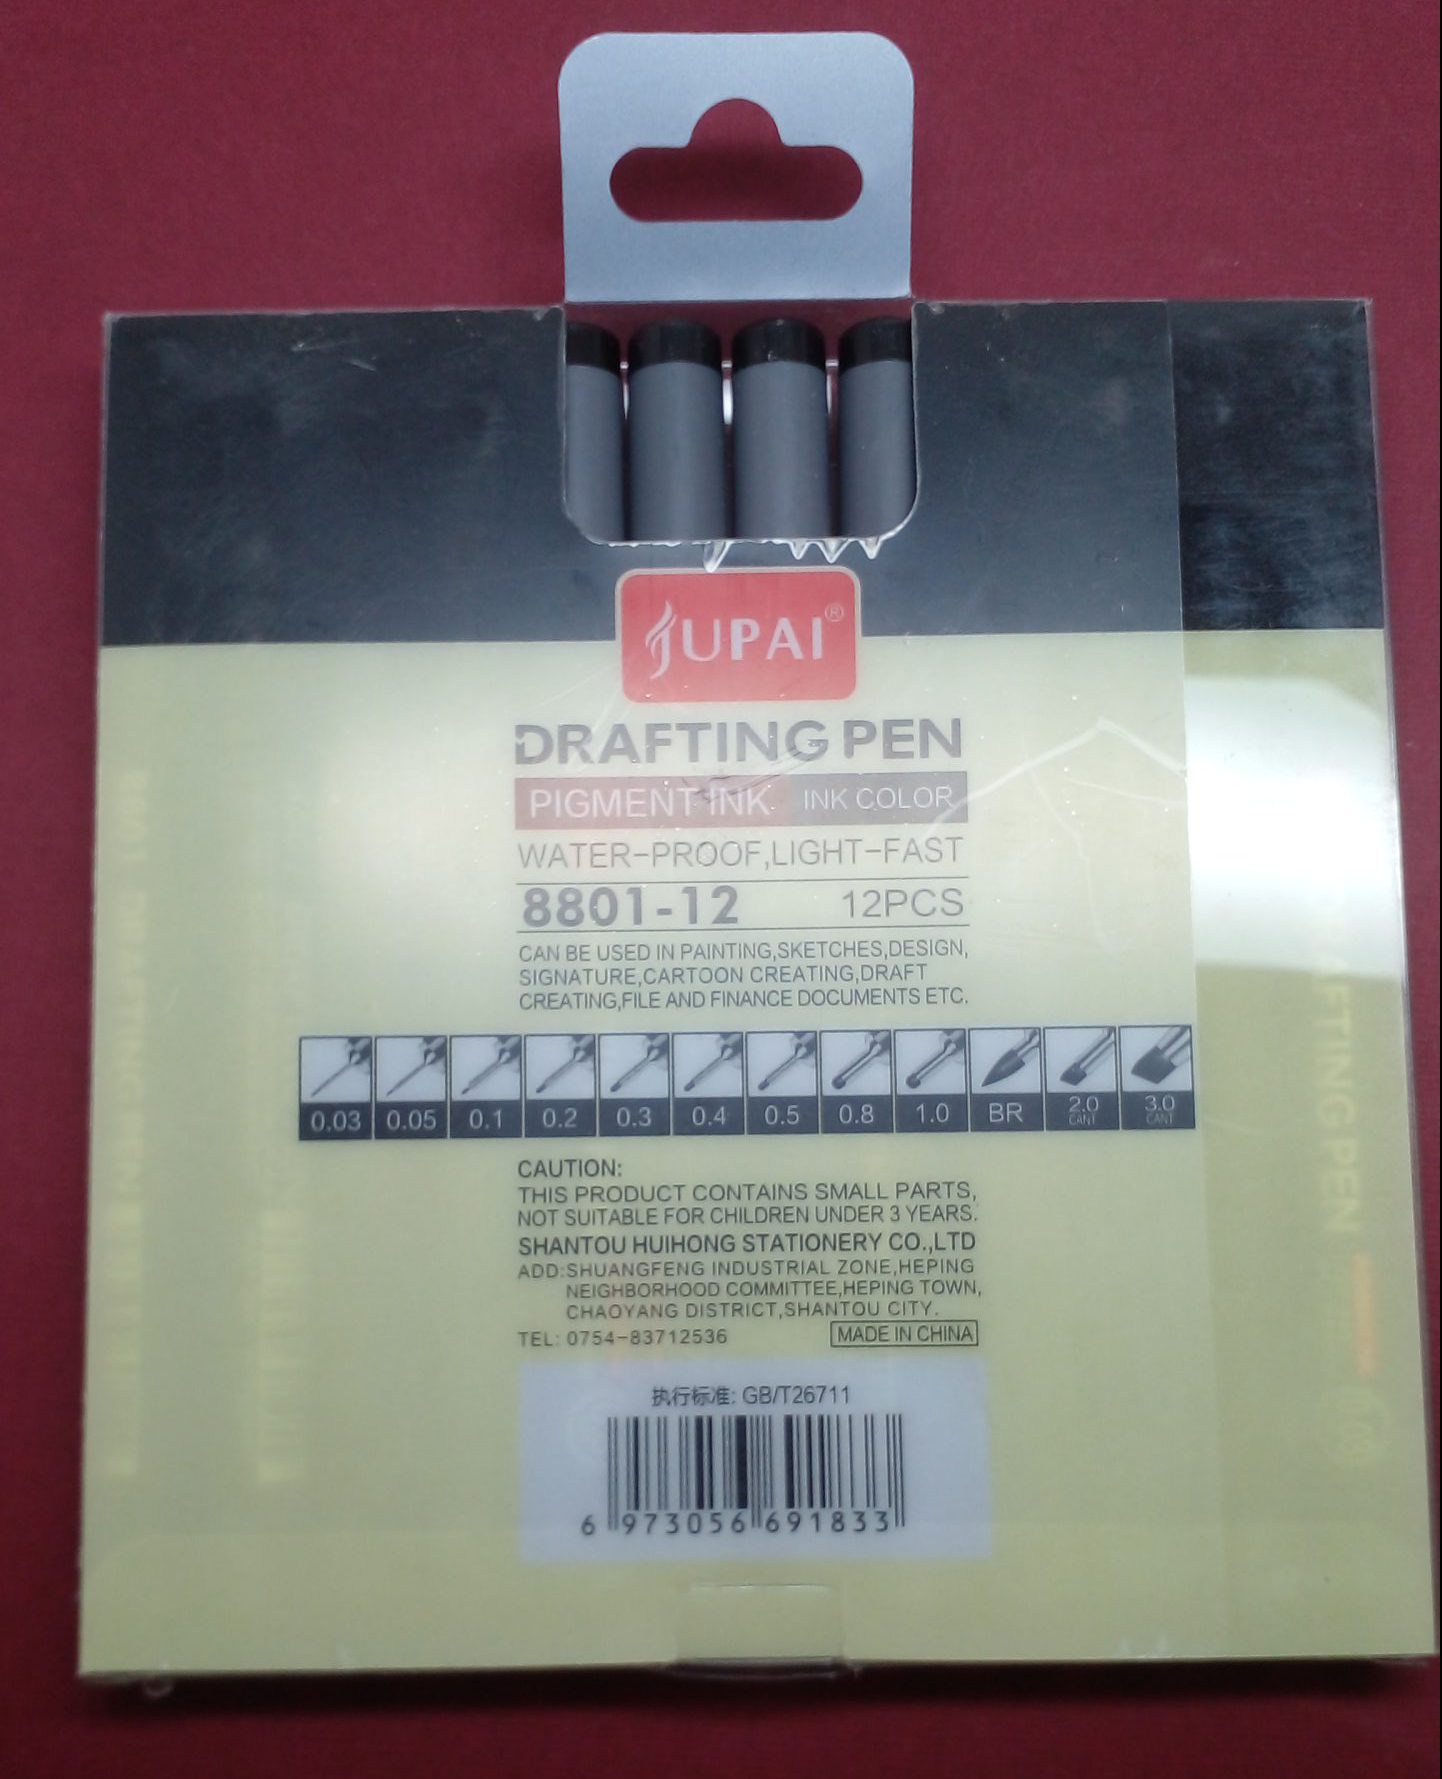 JUPAI®
DRAFTING PEN
PIGMENT INK INK COLOR
WATER-PROOF,LIGHT-FAST
8801-12 12PCS
CAN BE USED IN PAINTING,SKETCHES,DESIGN,
SIGNATURE,CARTOON CREATING,DRAFT
CREATING,FILE AND FINANCE DOCUMENTS ETC.
0.03 0.05 0.1 0.2 0.3 0.4 0.5 0.8 1.0 BR 2.0 3.0
CANT CANT
CAUTION:
THIS PRODUCT CONTAINS SMALL PARTS,
NOT SUITABLE FOR CHILDREN UNDER 3 YEARS.
SHANTOU HUIHONG STATIONERY CO.,LTD
ADD:SHUANGFENG INDUSTRIAL ZONE,HEPING
NEIGHBORHOOD COMMITTEE,HEPING TOWN,
CHAOYANG DISTRICT,SHANTOU CITY.
TEL: 0754-83712536 MADE IN CHINA
执行标准: GB/T26711
6 973056 691833
DRAFTING PEN